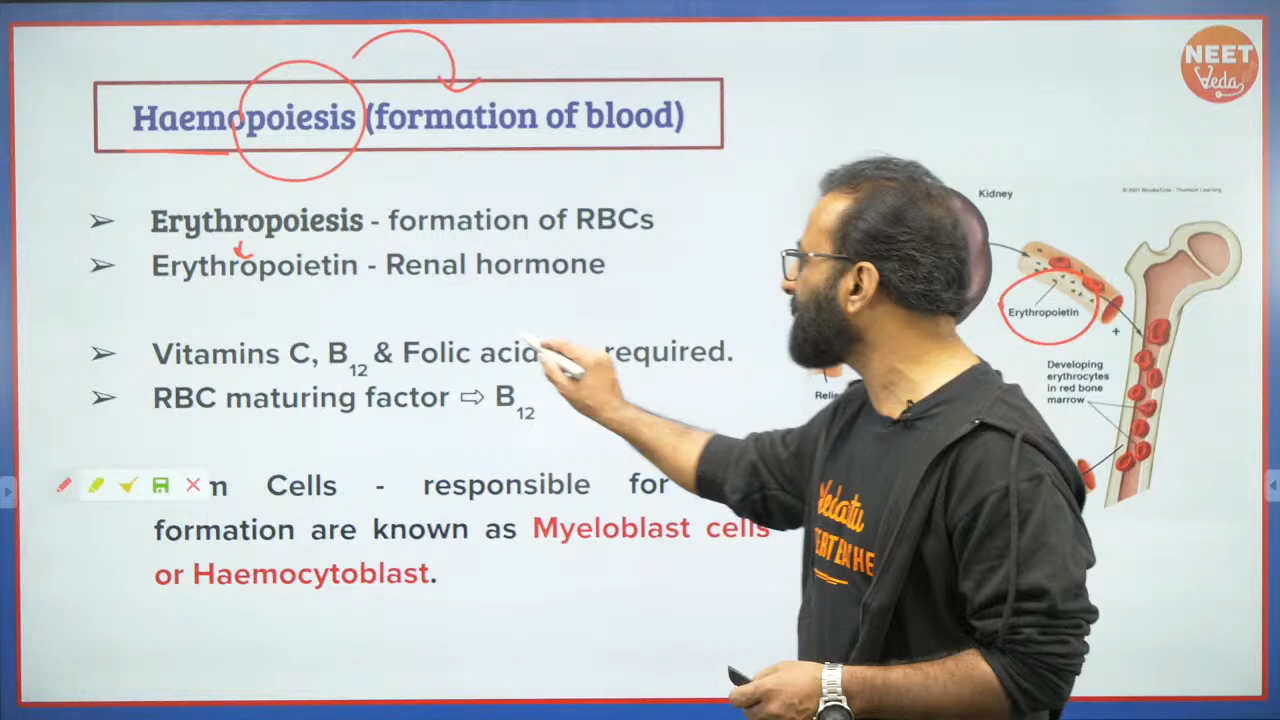 NEET
Veda
Haemopoiesis (formation of blood)
➢ Erythropoiesis - formation of RBCs
➢ Erythropoietin - Renal hormone
➢ Vitamins C, B12 & Folic acid required.
➢ RBC maturing factor ⇨ B12
m Cells - responsible for
formation are known as Myeloblast cells
or Haemocytoblast.
Kidney
Erythropoietin
+
Developing
erythrocytes
in red bone
marrow
Relie
Vedantu